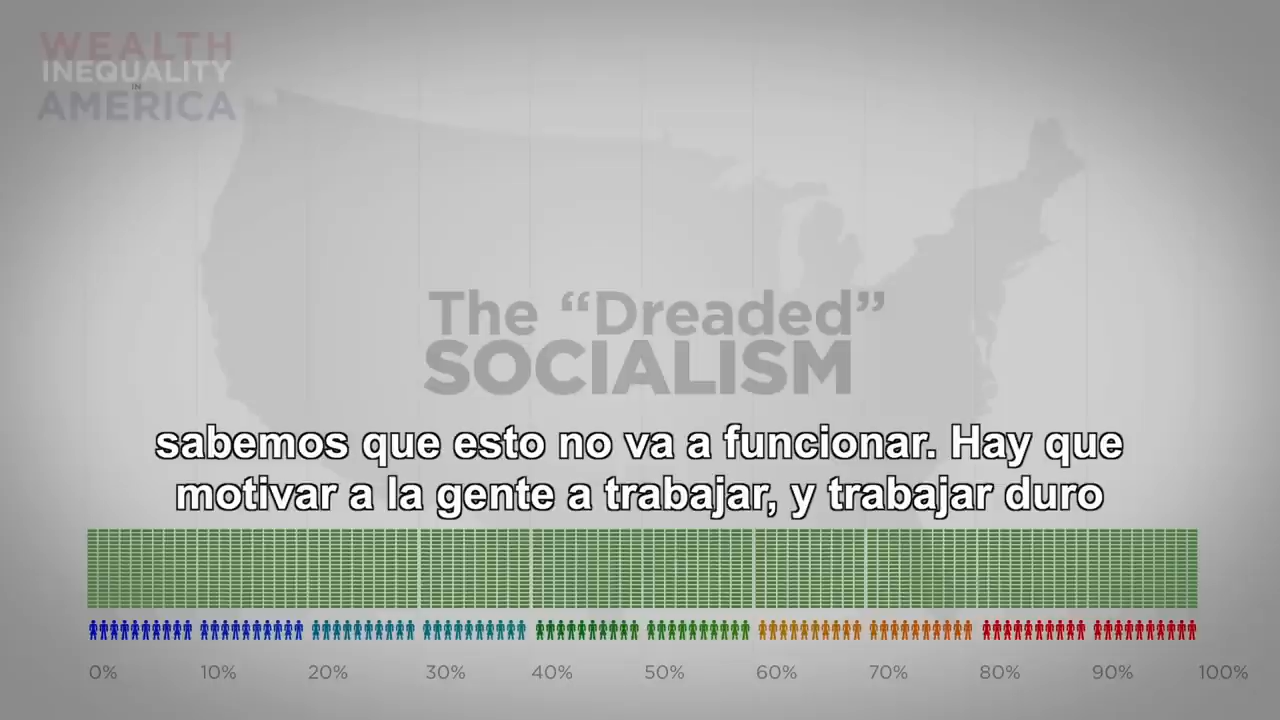 WEALTH
INEQUALITY
IN
AMERICA
The “Dreaded”
SOCIALISM
sabemos que esto no va a funcionar. Hay que
motivar a la gente a trabajar, y trabajar duro
0% 10% 20% 30% 40% 50% 60% 70% 80% 90% 100%